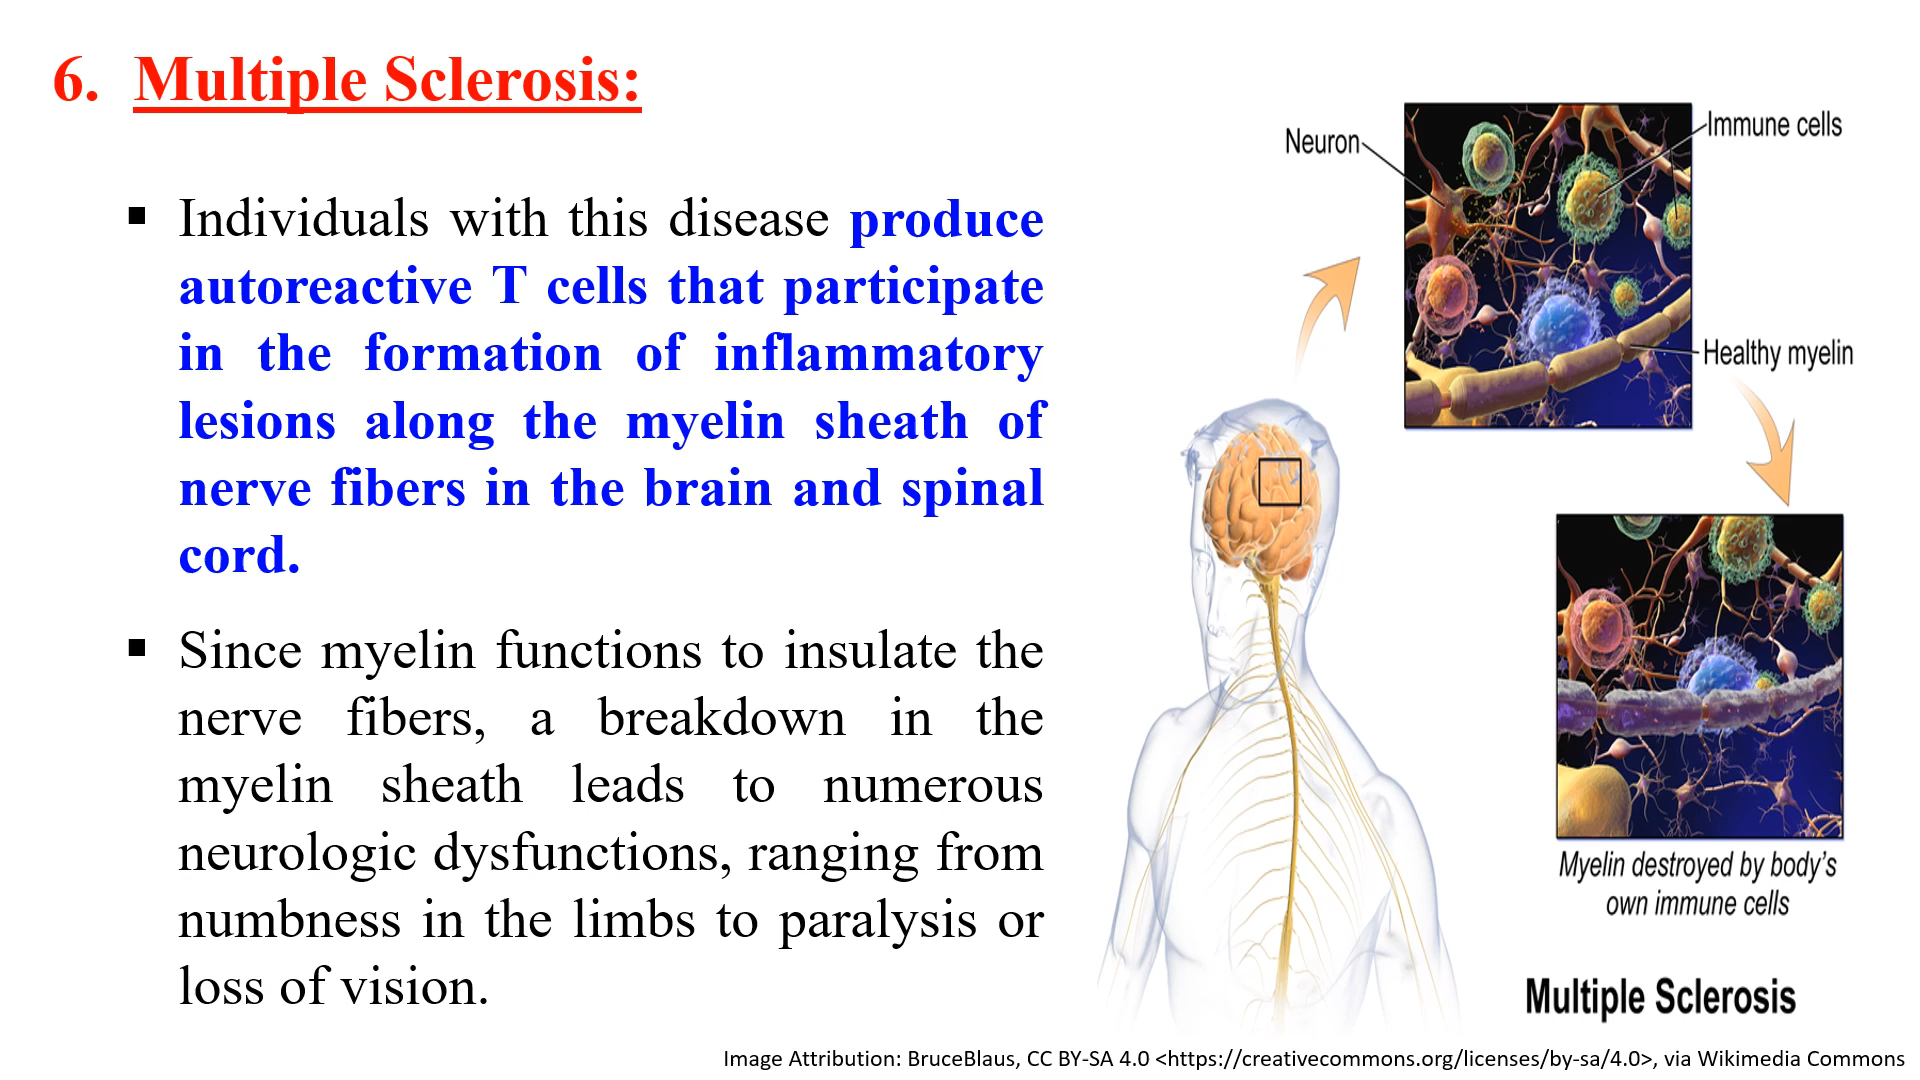 6. Multiple Sclerosis:
▪ Individuals with this disease produce
autoreactive T cells that participate
in the formation of inflammatory
lesions along the myelin sheath of
nerve fibers in the brain and spinal
cord.
▪ Since myelin functions to insulate the
nerve fibers, a breakdown in the
myelin sheath leads to numerous
neurologic dysfunctions, ranging from
numbness in the limbs to paralysis or
loss of vision.
Neuron
Immune cells
Healthy myelin
Myelin destroyed by body's
own immune cells
Multiple Sclerosis
Image Attribution: BruceBlaus, CC BY-SA 4.0 <https://creativecommons.org/licenses/by-sa/4.0>, via Wikimedia Commons